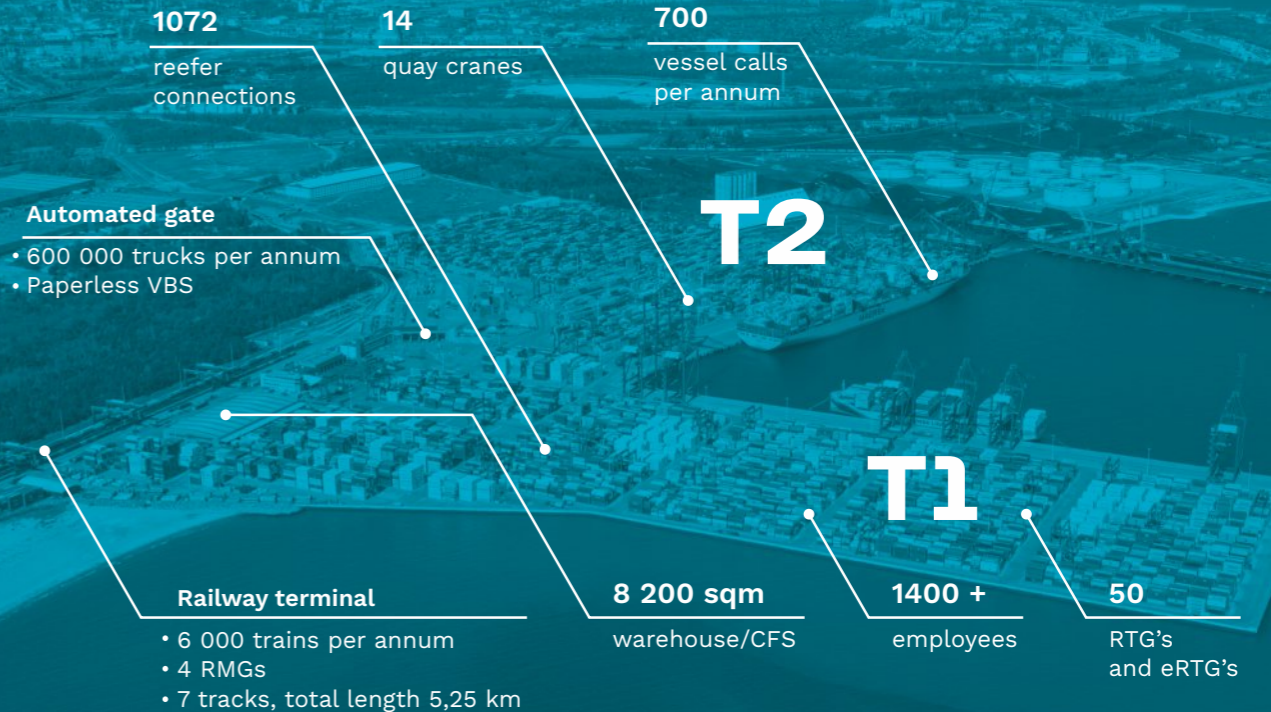 1072
reefer
connections
14
quay cranes
700
vessel calls
per annum
Automated gate
• 600 000 trucks per annum
• Paperless VBS
T2
T1
Railway terminal
• 6 000 trains per annum
• 4 RMGs
• 7 tracks, total length 5,25 km
8 200 sqm
warehouse/CFS
1400 +
employees
50
RTG’s
and eRTG’s